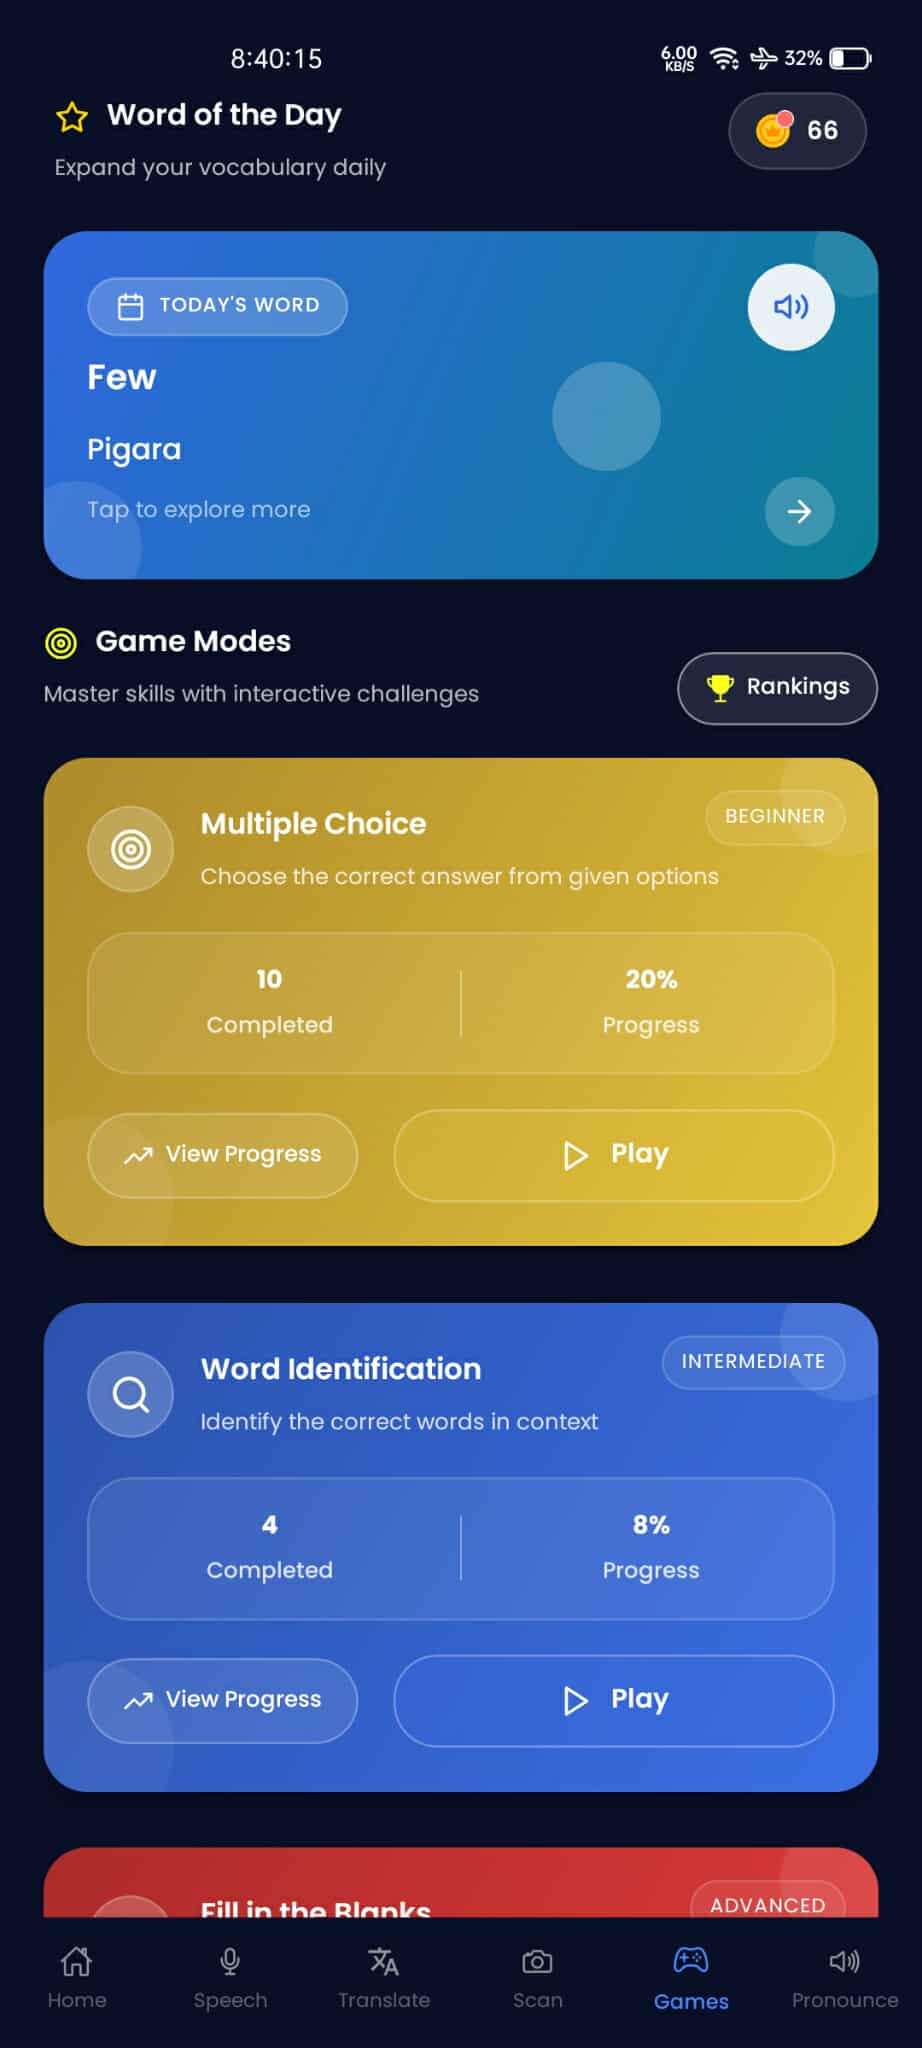 8:40:15
6.00
KB/S
32%
Word of the Day
66
Expand your vocabulary daily
TODAY'S WORD
Few
Pigara
Tap to explore more
Game Modes
Master skills with interactive challenges
Rankings
Multiple Choice
BEGINNER
Choose the correct answer from given options
10
20%
Completed
Progress
View Progress
Play
Word Identification
INTERMEDIATE
Identify the correct words in context
4
8%
Completed
Progress
View Progress
Play
Fill in the Blanks
ADVANCED
Home
Speech
Translate
Scan
Games
Pronounce